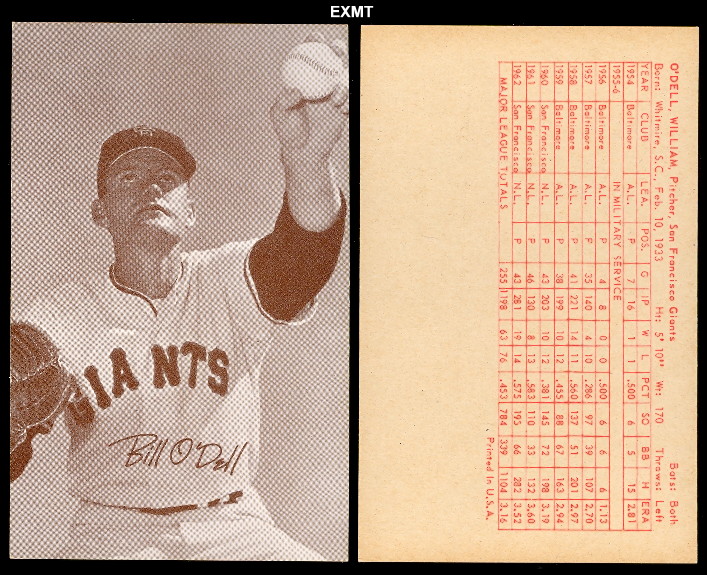 EXMT
GIANTS
Bill O'Dell
O'DELL, WILLIAM, Pitcher, San Francisco Giants Bats: Both
Born: Whitmire, S.C., Feb. 10, 1933 Ht: 5' 10" Wt: 170 Throws: Left
YEAR CLUB LEA. POS. G IP W L PCT SO BB H ERA
1954 Baltimore A.L. P 7 16 1 1 .500 6 5 15 2.81
1955-6 IN MILITARY SERVICE
1956 Baltimore A.L. P 4 8 0 0 .500 6 6 6 1.13
1957 Baltimore A.L. P 35 140 4 10 .286 97 39 107 2.70
1958 Baltimore A.L. P 41 221 14 11 .560 137 51 201 2.97
1959 Baltimore A.L. P 38 199 10 12 .455 88 67 163 2.94
1960 San Francisco N.L. P 43 203 10 12 .381 145 72 198 3.19
1961 San Francisco N.L. P 46 130 8 13 .583 110 33 132 3.60
1962 San Francisco N.L. P 43 281 19 14 .575 195 66 282 3.52
MAJOR LEAGUE TOTALS 255 1198 63 76 .453 784 339 1104 3.16
Printed in U.S.A.